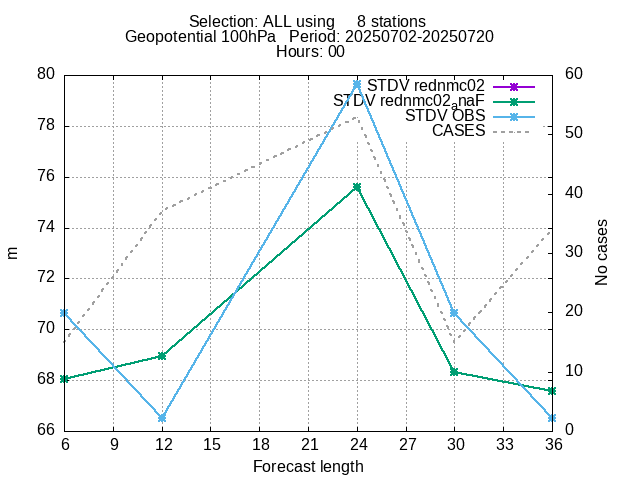 Selection: ALL using     8 stations
Geopotential 100hPa   Period: 20250702-20250720
Hours: 00
STDV rednmc02
STDV rednmc02anaF
STDV OBS
CASES
80
78
76
74
72
70
68
66
m
60
50
40
30
20
10
0
No cases
6 9 12 15 18 21 24 27 30 33 36
Forecast length